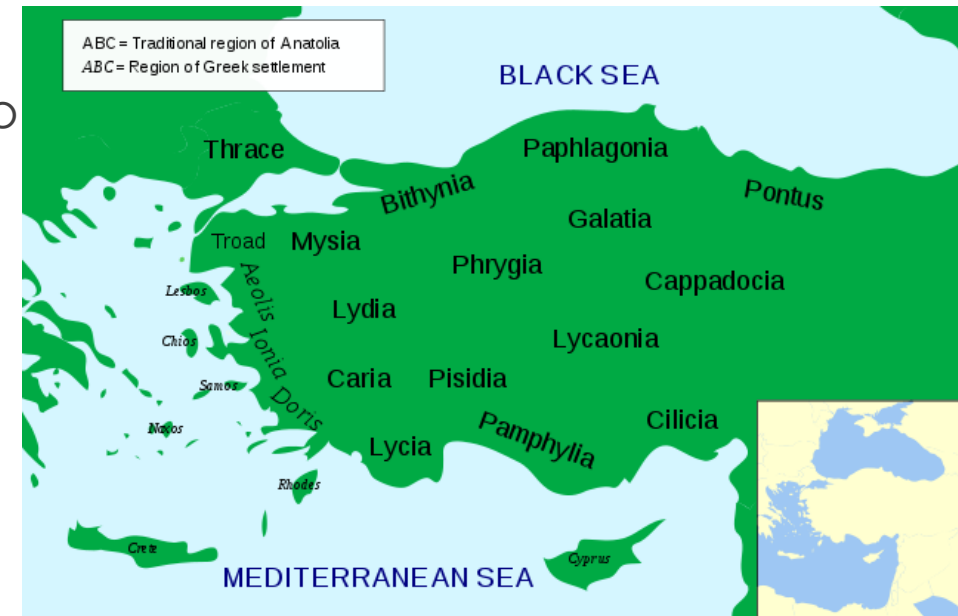 ABC = Traditional region of Anatolia
ABC = Region of Greek settlement
BLACK SEA
Thrace
Paphlagonia
Bithynia
Pontus
Galatia
Troad
Mysia
Phrygia
Cappadocia
Aeolis
Lesbos
Lydia
Ionia
Chios
Lycaonia
Samos
Caria
Pisidia
Doris
Naxos
Lycia
Pamphylia
Cilicia
Rhodes
Crete
Cyprus
MEDITERRANEAN SEA